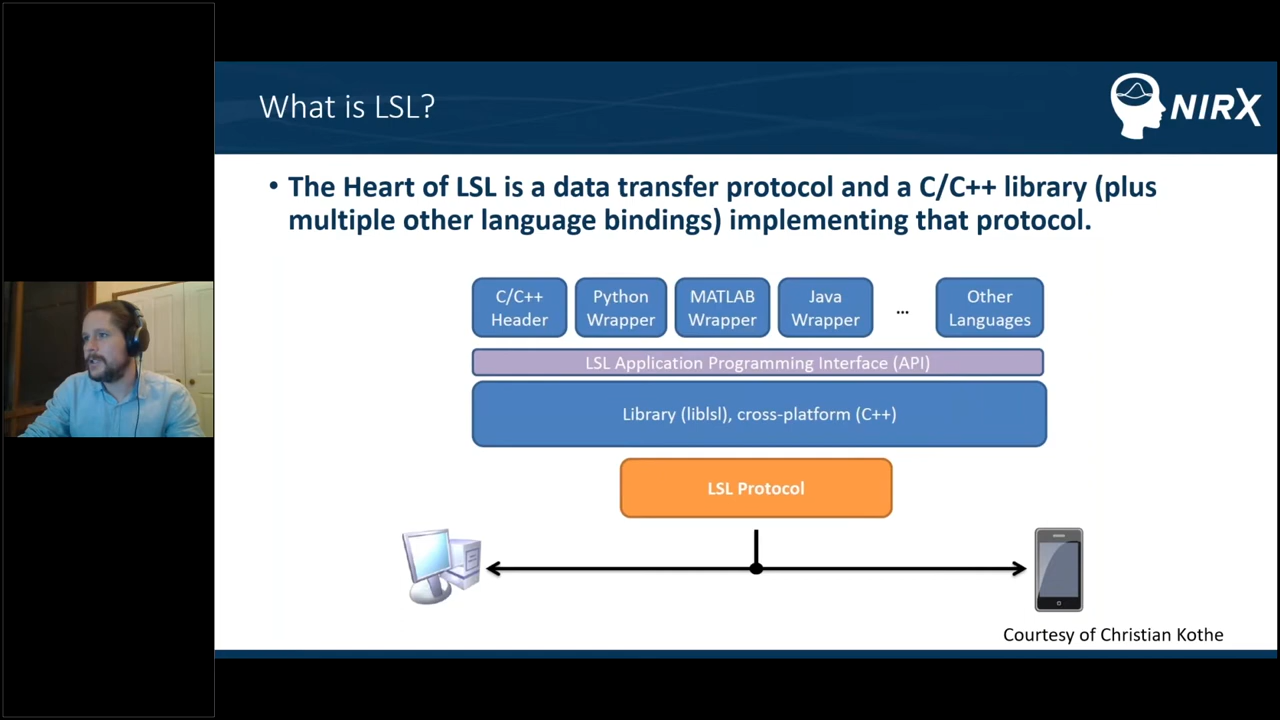 What is LSL?
NIRX
• The Heart of LSL is a data transfer protocol and a C/C++ library (plus
multiple other language bindings) implementing that protocol.
C/C++
Header
Python
Wrapper
MATLAB
Wrapper
Java
Wrapper
...
Other
Languages
LSL Application Programming Interface (API)
Library (liblsl), cross-platform (C++)
LSL Protocol
Courtesy of Christian Kothe